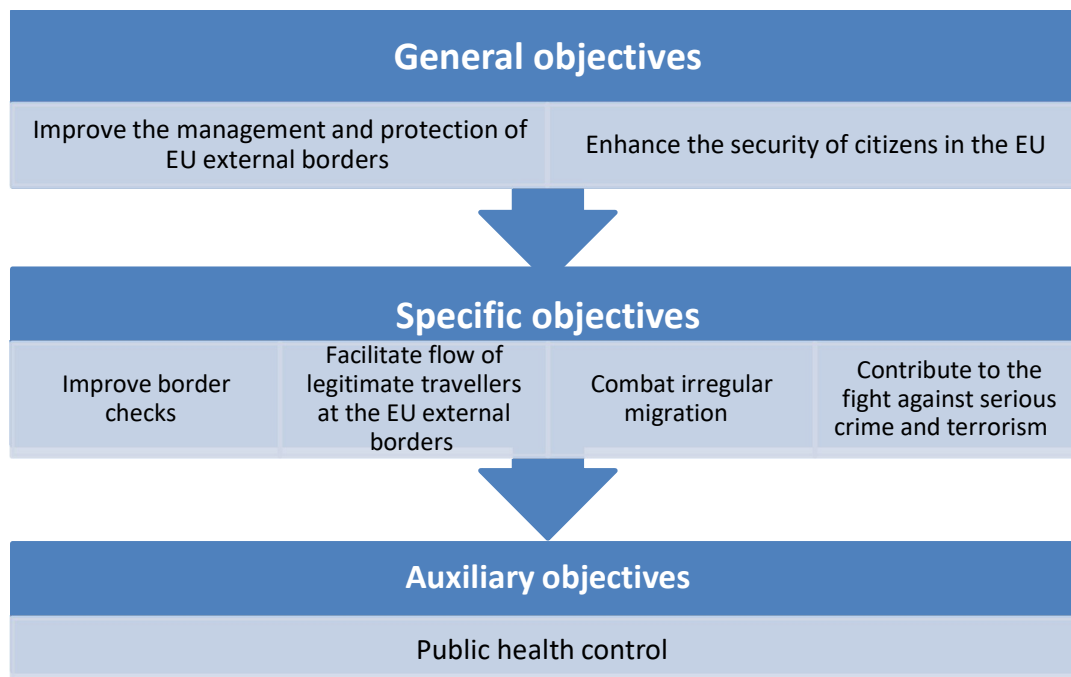 General objectives
Improve the management and protection of
EU external borders
Enhance the security of citizens in the EU
Specific objectives
Improve border
checks
Facilitate flow of
legitimate travellers
at the EU external
borders
Combat irregular
migration
Contribute to the
fight against serious
crime and terrorism
Auxiliary objectives
Public health control